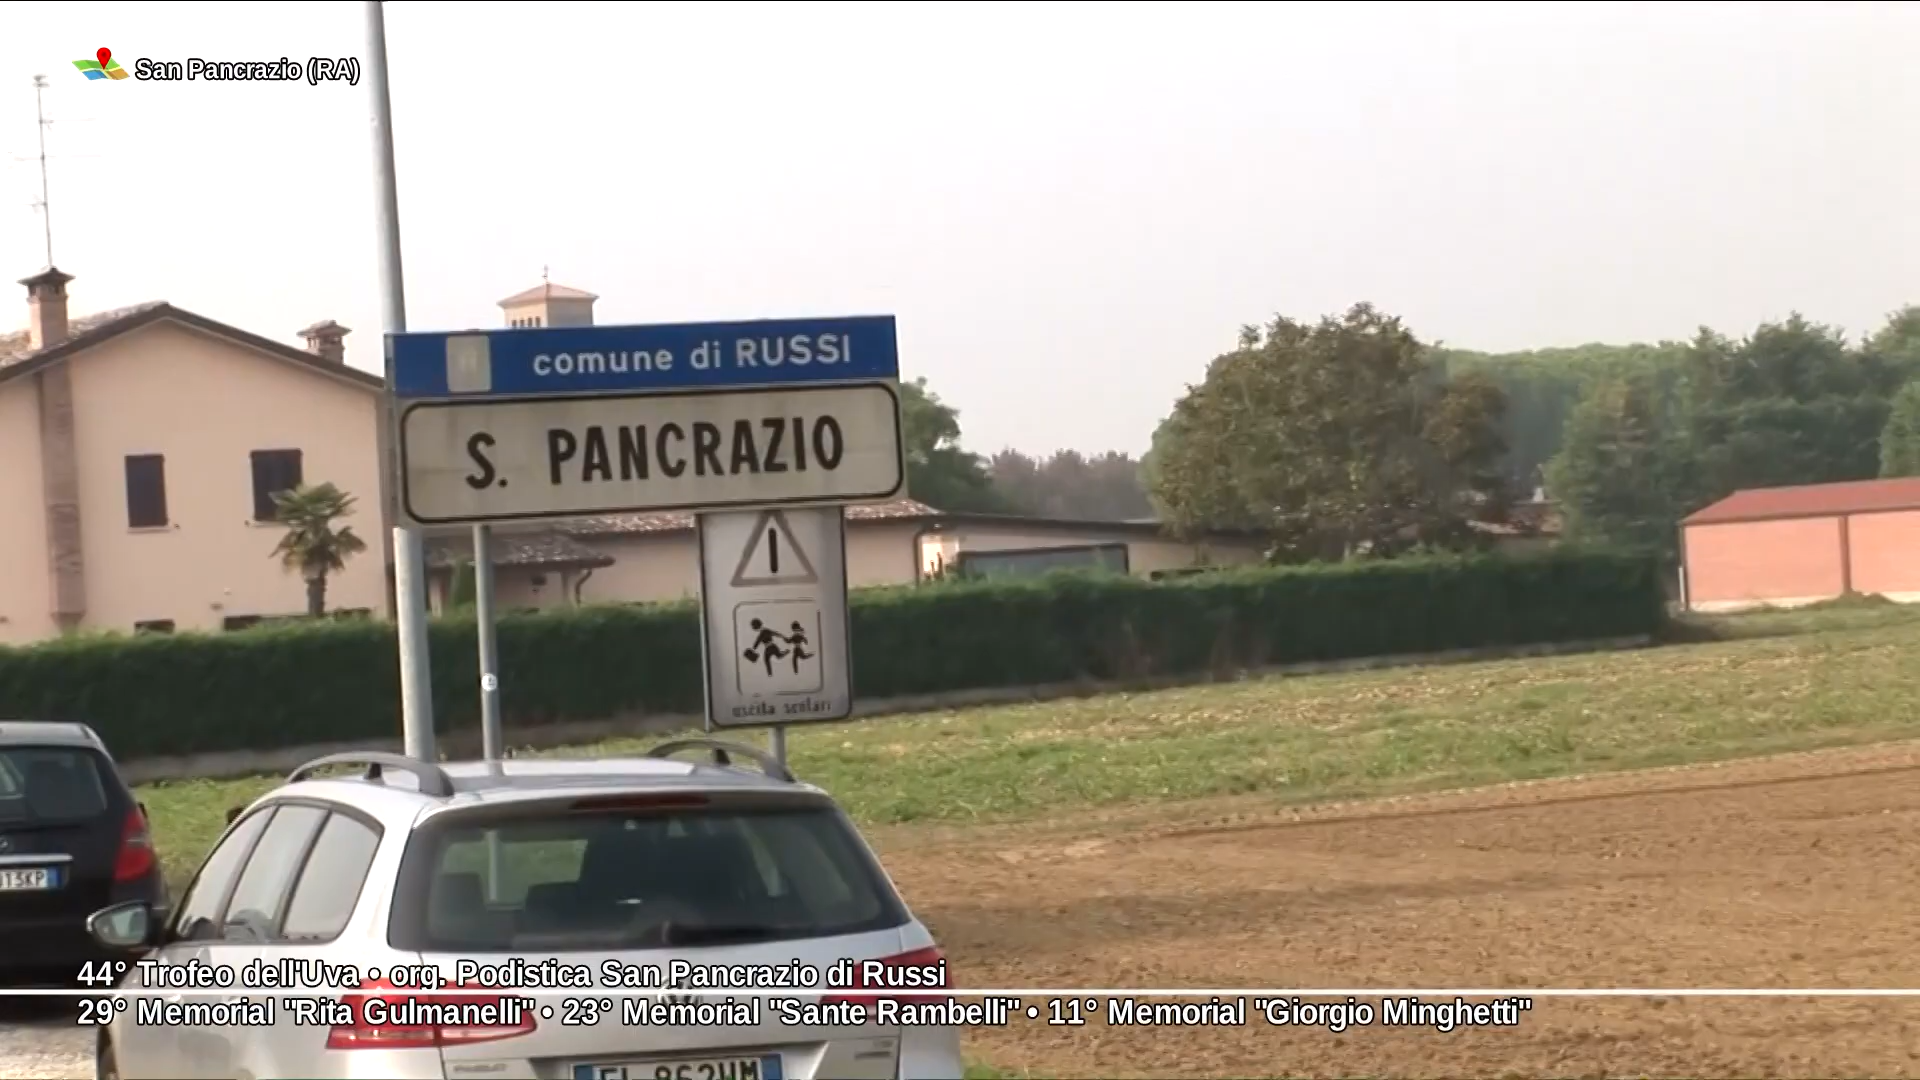 San Pancrazio (RA)
comune di RUSSI
S. PANCRAZIO
uscita scolari
44° Trofeo dell'Uva • org. Podistica San Pancrazio di Russi
29° Memorial "Rita Gulmanelli" • 23° Memorial "Sante Rambelli" • 11° Memorial "Giorgio Minghetti"